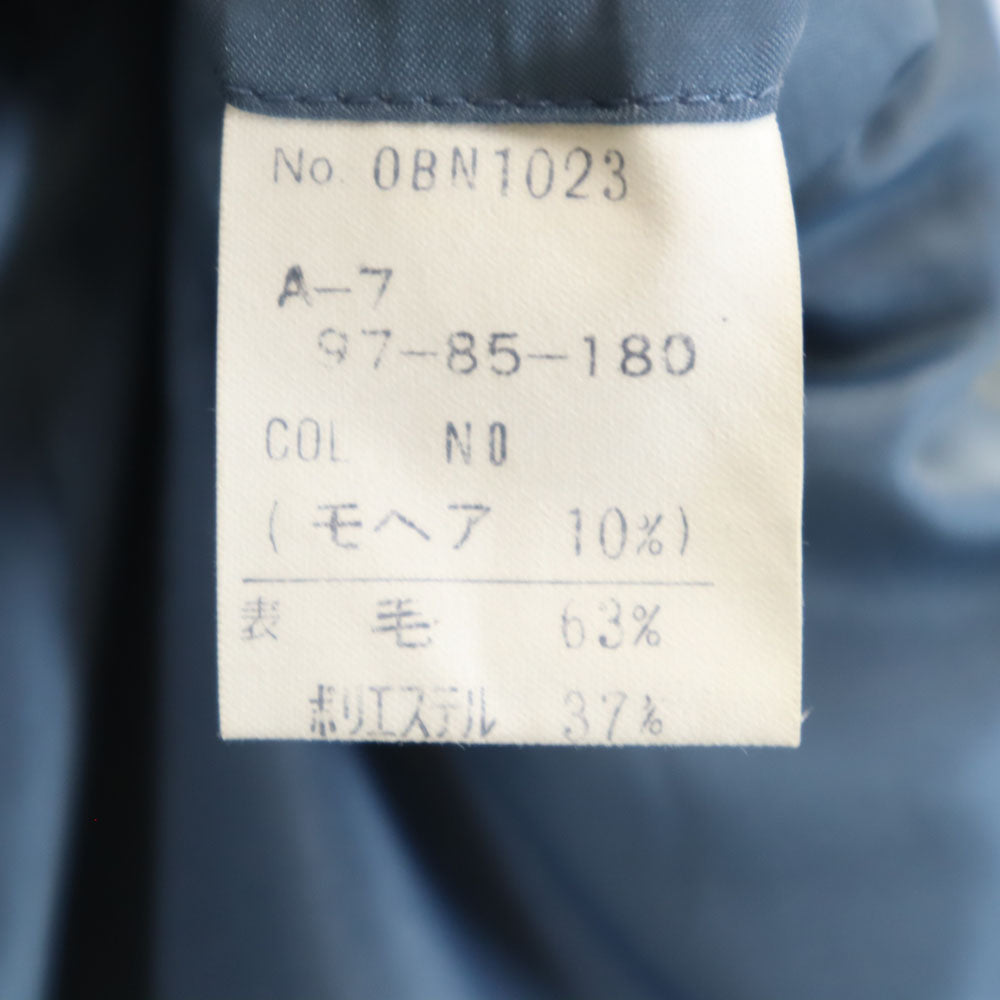 No. 0BN1023
A-7
97-85-180
COL N0
(モヘア 10%)
表 毛 63%
ポリエステル 37%